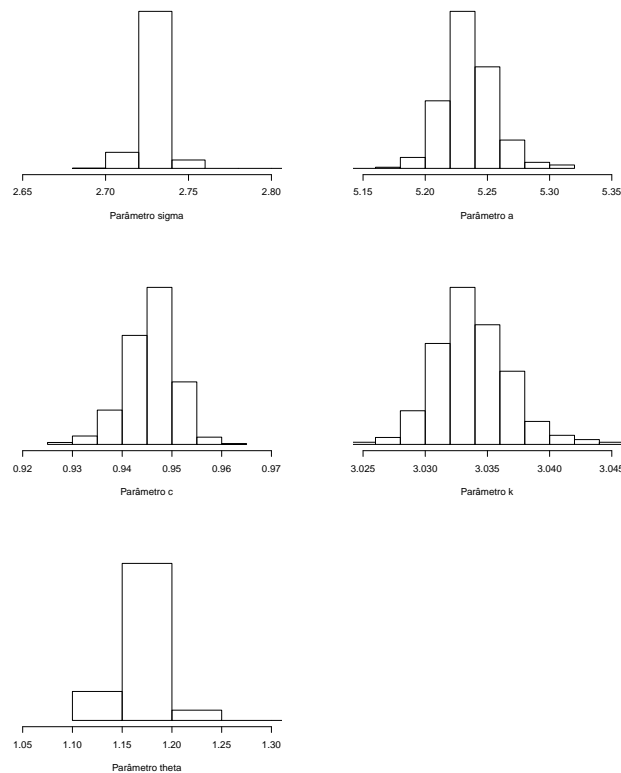 2.65 2.70 2.75 2.80
Parâmetro sigma
5.15 5.20 5.25 5.30 5.35
Parâmetro a
0.92 0.93 0.94 0.95 0.96 0.97
Parâmetro c
3.025 3.030 3.035 3.040 3.045
Parâmetro k
1.05 1.10 1.15 1.20 1.25 1.30
Parâmetro theta